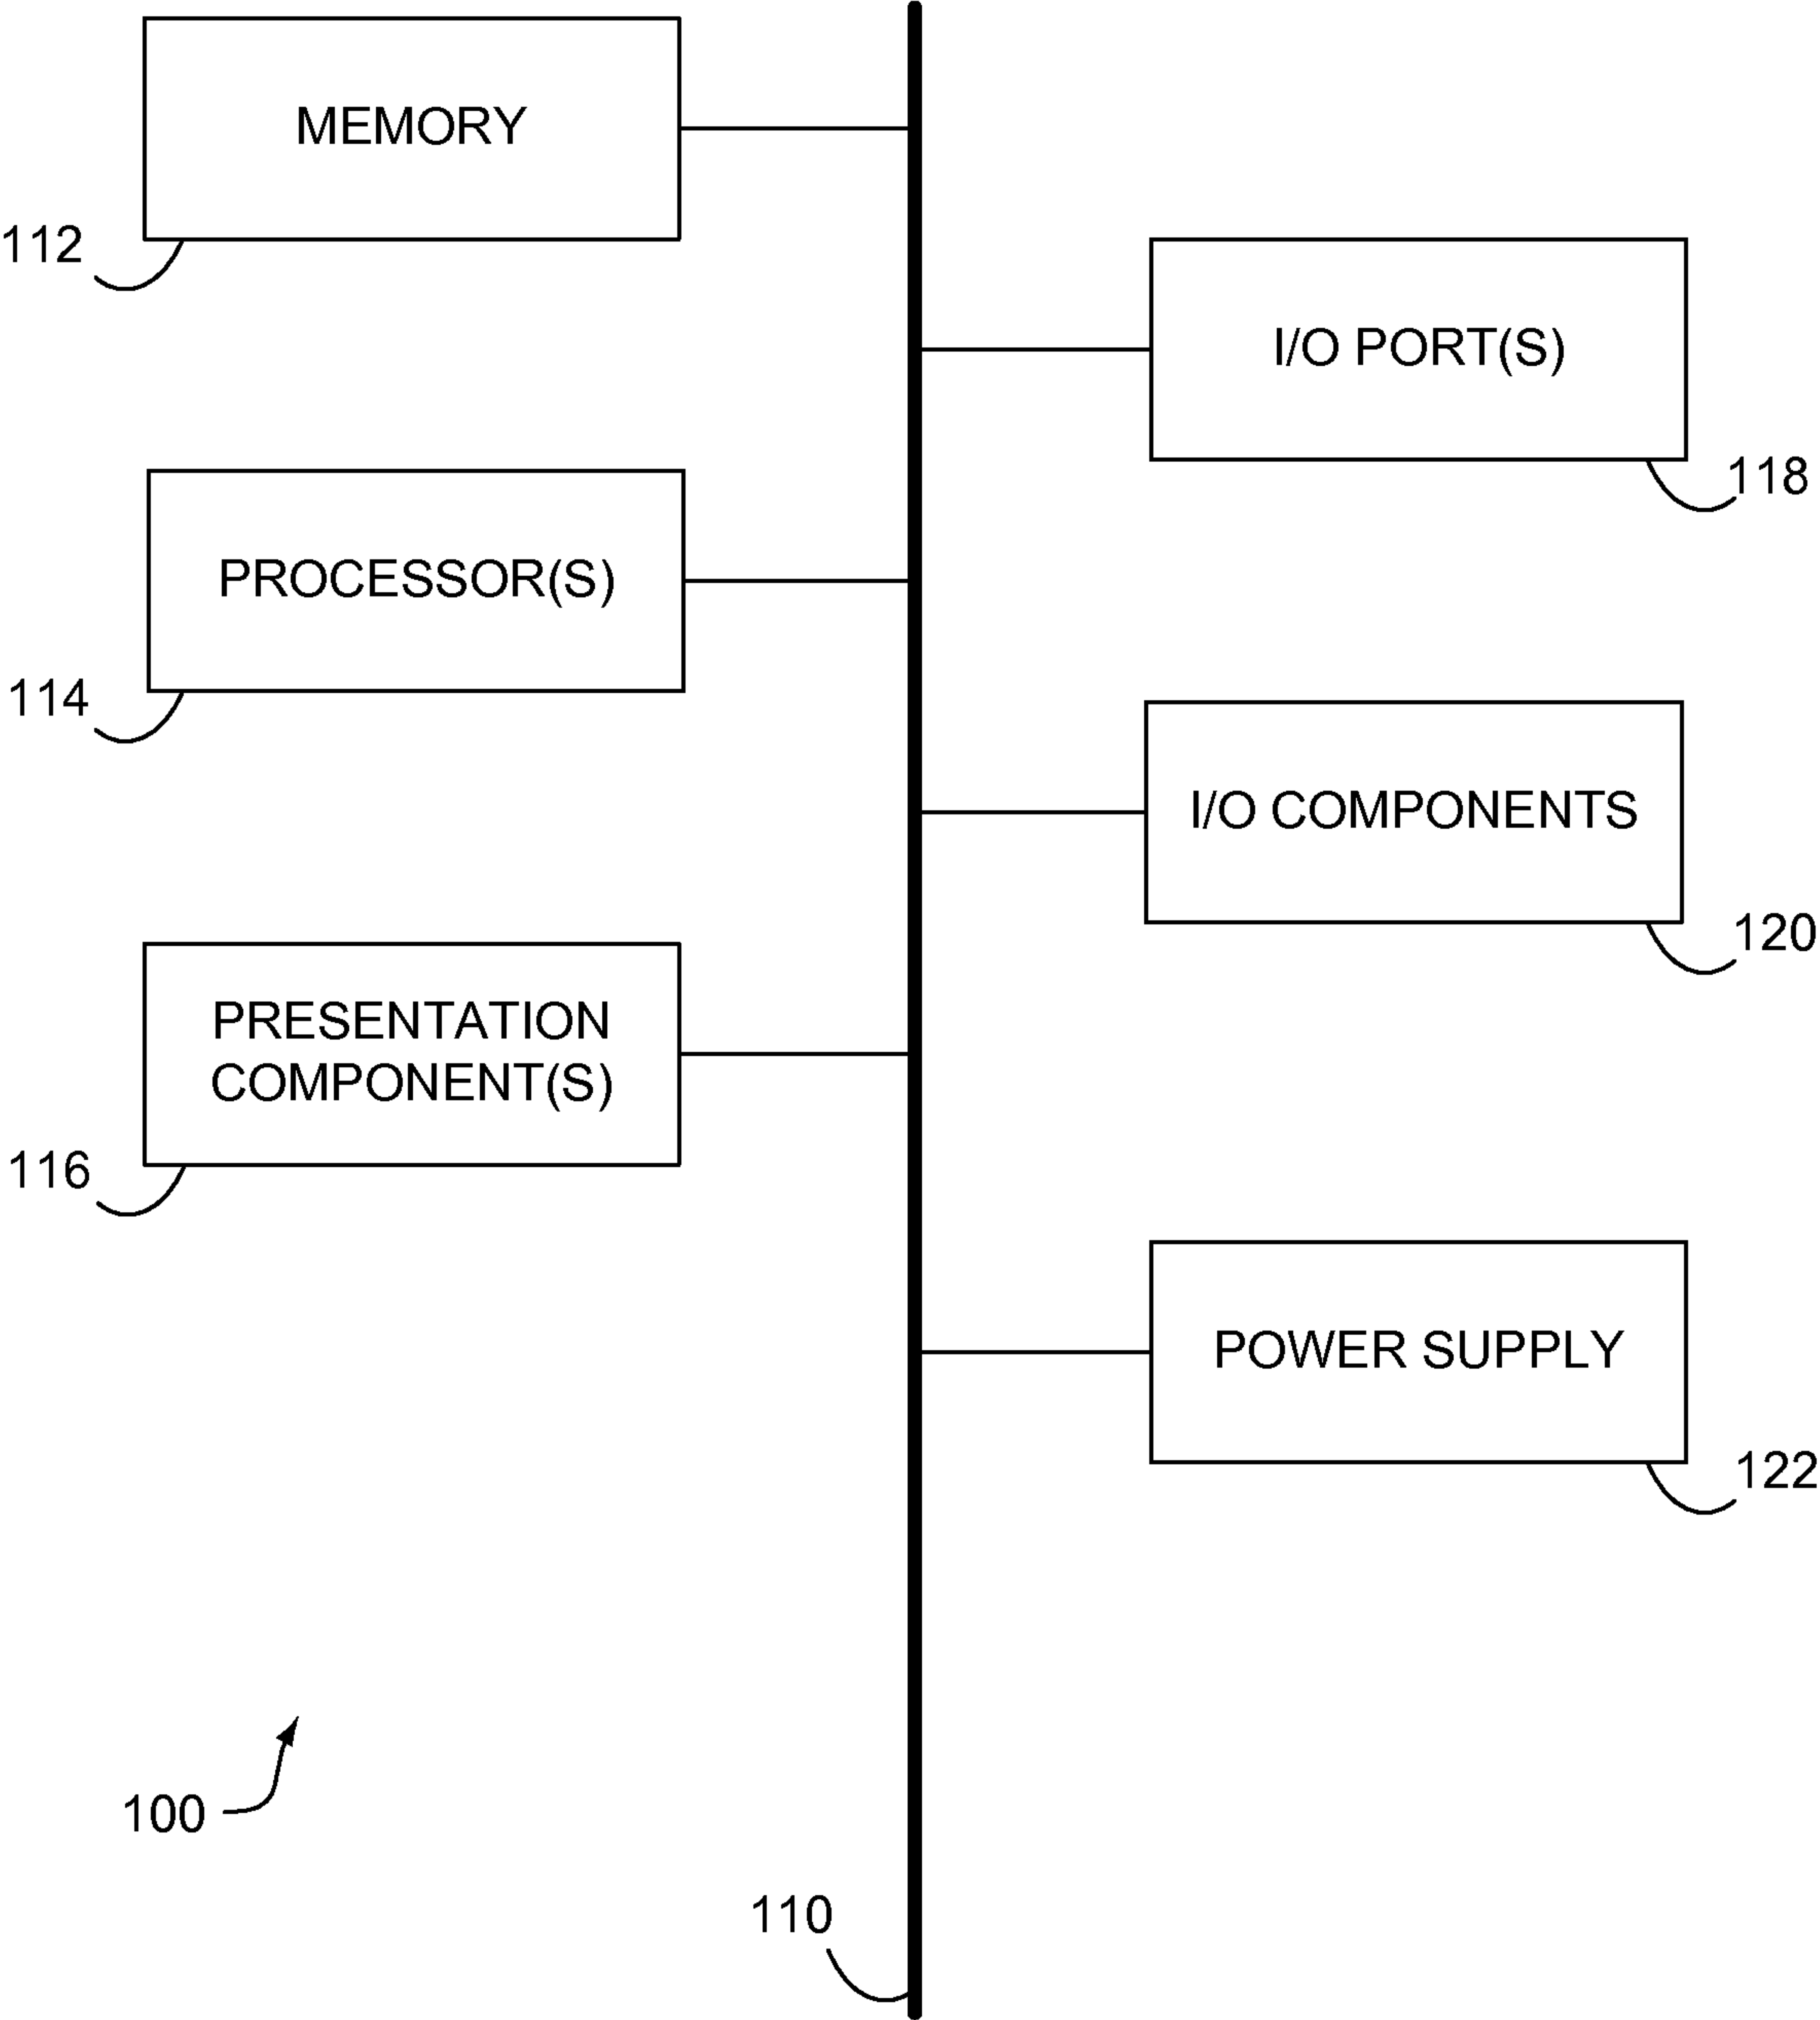 MEMORY
112
I/O PORT(S)
118
PROCESSOR(S)
114
I/O COMPONENTS
120
PRESENTATION
COMPONENT(S)
116
POWER SUPPLY
122
100
110